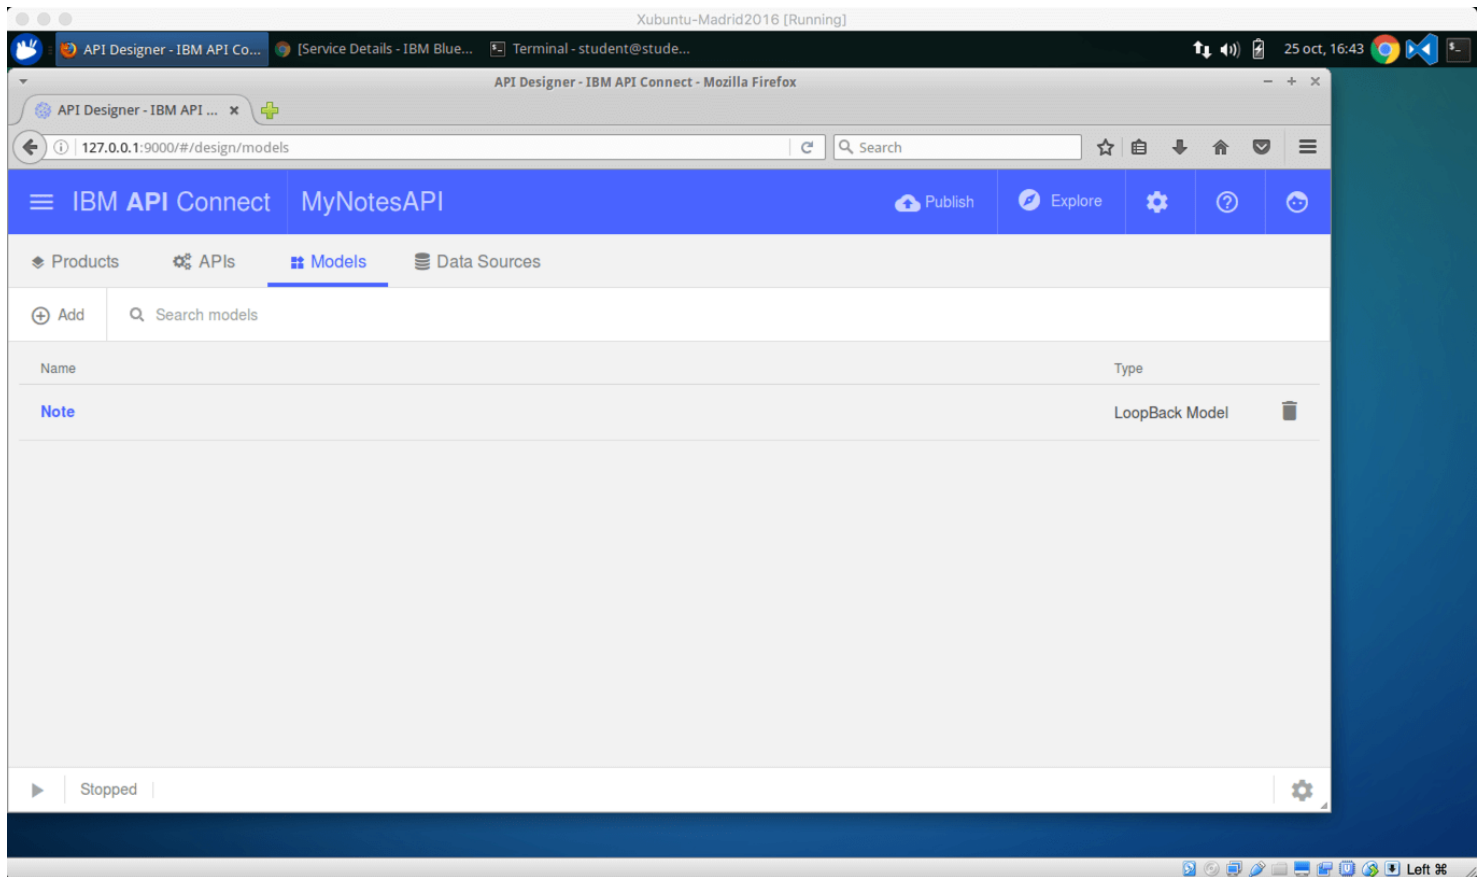 Xubuntu-Madrid2016 [Running]
API Designer - IBM API Co... [Service Details - IBM Blue... Terminal - student@stude... 25 oct, 16:43
API Designer - IBM API Connect - Mozilla Firefox
API Designer - IBM API ...
127.0.0.1:9000/#/design/models Search
IBM API Connect MyNotesAPI Publish Explore
Products APIs Models Data Sources
Add Search models
Name Type
Note LoopBack Model
Stopped
Left ⌘